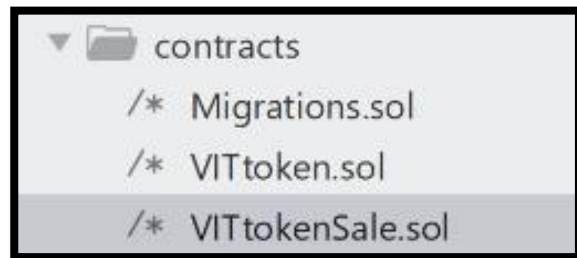 contracts
/* Migrations.sol
/* VITtoken.sol
/* VITtokenSale.sol